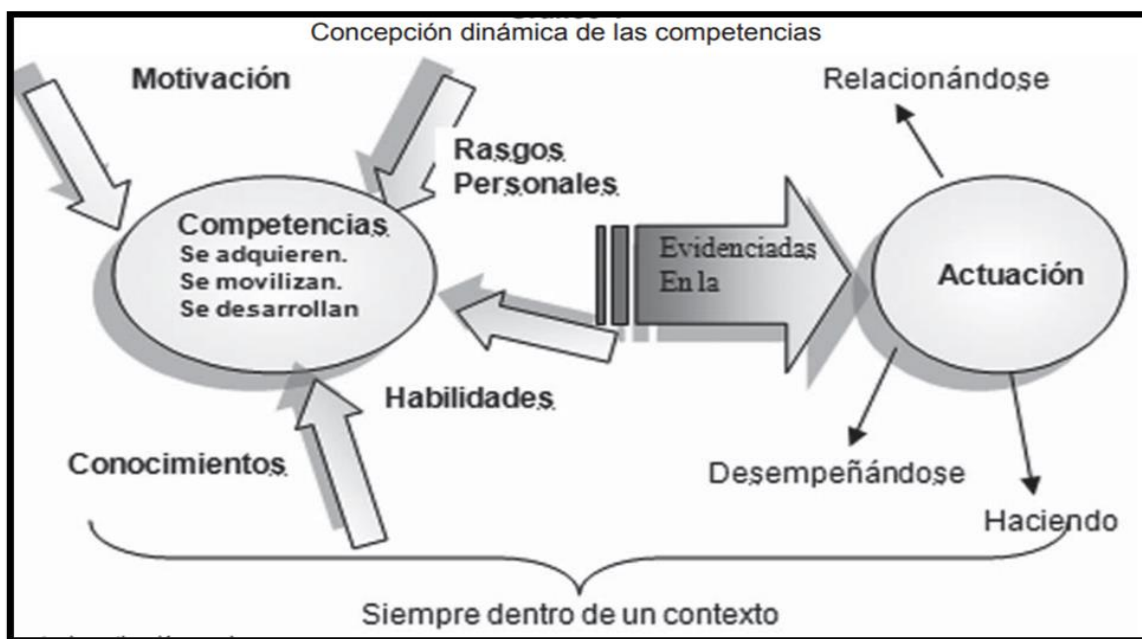 Concepción dinámica de las competencias
Motivación
Relacionándose
Rasgos
Personales
Competencias
Se adquieren.
Se movilizan.
Se desarrollan
Evidenciadas
En la
Actuación
Habilidades
Conocimientos
Desempeñándose
Haciendo
Siempre dentro de un contexto